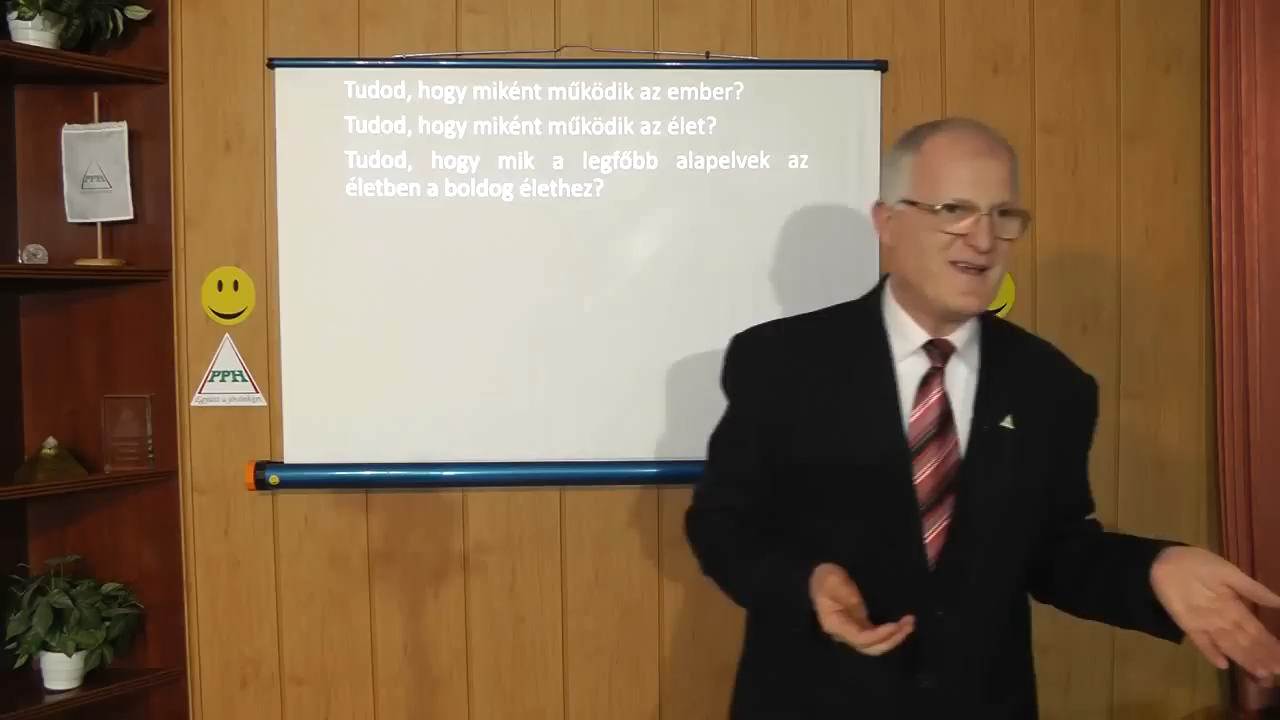 Tudod, hogy miként működik az ember?
Tudod, hogy miként működik az élet?
Tudod, hogy mik a legfőbb alapelvek az
életben a boldog élethez?
PPH
PPH